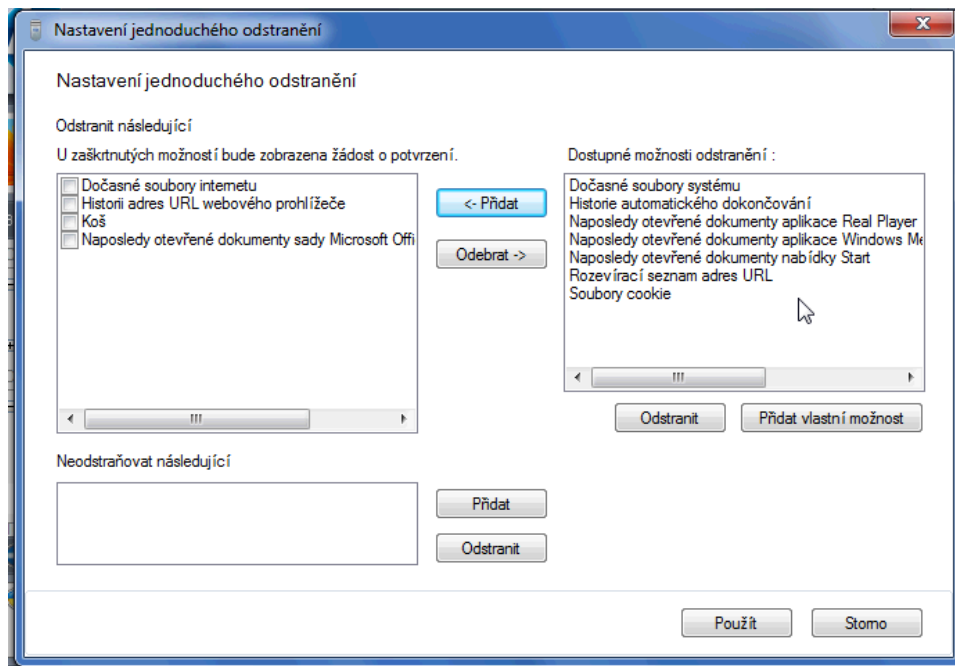 Nastavení jednoduchého odstranění
Nastavení jednoduchého odstranění
Odstranit následující
U zaškrtnutých možností bude zobrazena žádost o potvrzení.
Dočasné soubory internetu
Historii adres URL webového prohlížeče
Koš
Naposledy otevřené dokumenty sady Microsoft Offi
<- Přidat
Odebrat ->
Dostupné možnosti odstranění :
Dočasné soubory systému
Historie automatického dokončování
Naposledy otevřené dokumenty aplikace Real Player
Naposledy otevřené dokumenty aplikace Windows Me
Naposledy otevřené dokumenty nabídky Start
Rozevírací seznam adres URL
Soubory cookie
Odstranit
Přidat vlastní možnost
Neodstraňovat následující
Přidat
Odstranit
Použít
Storno